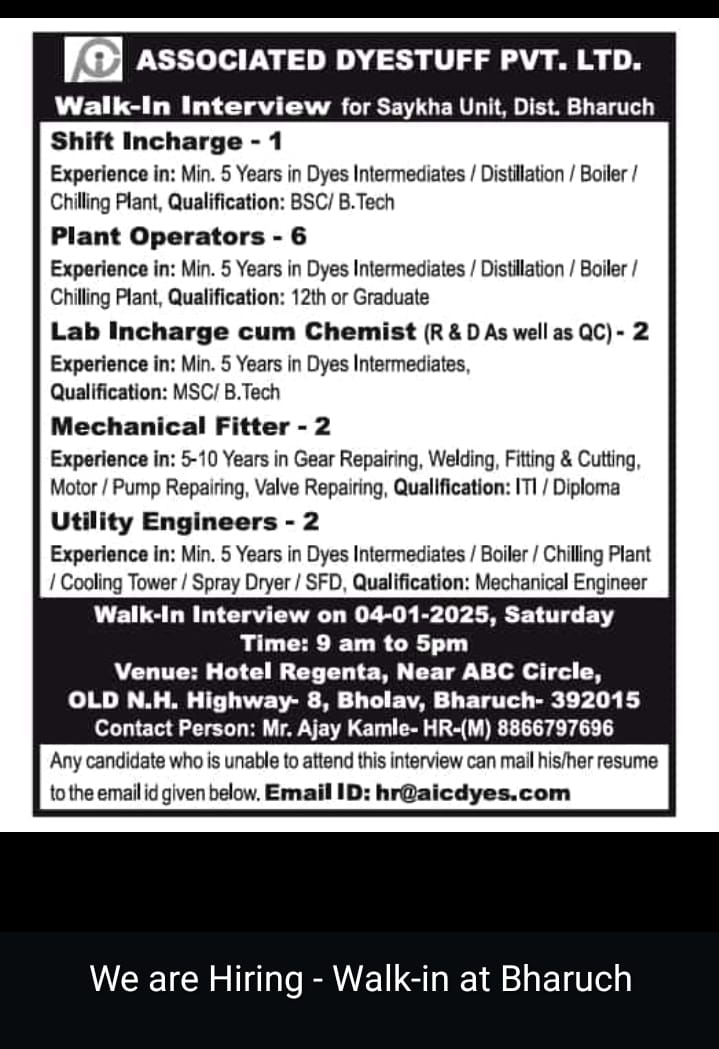 ASSOCIATED DYESTUFF PVT. LTD.
Walk-In Interview for Saykha Unit, Dist. Bharuch
Shift Incharge - 1
Experience in: Min. 5 Years in Dyes Intermediates / Distillation / Boiler /
Chilling Plant, Qualification: BSC/ B.Tech
Plant Operators - 6
Experience in: Min. 5 Years in Dyes Intermediates / Distillation / Boiler /
Chilling Plant, Qualification: 12th or Graduate
Lab Incharge cum Chemist (R & D As well as QC) - 2
Experience in: Min. 5 Years in Dyes Intermediates,
Qualification: MSC/ B.Tech
Mechanical Fitter - 2
Experience in: 5-10 Years in Gear Repairing, Welding, Fitting & Cutting,
Motor / Pump Repairing, Valve Repairing, Qualification: ITI / Diploma
Utility Engineers - 2
Experience in: Min. 5 Years in Dyes Intermediates / Boiler / Chilling Plant
/ Cooling Tower / Spray Dryer / SFD, Qualification: Mechanical Engineer
Walk-In Interview on 04-01-2025, Saturday
Time: 9 am to 5pm
Venue: Hotel Regenta, Near ABC Circle,
OLD N.H. Highway- 8, Bholav, Bharuch- 392015
Contact Person: Mr. Ajay Kamle- HR-(M) 8866797696
Any candidate who is unable to attend this interview can mail his/her resume
to the email id given below. Email ID: hr@aicdyes.com
We are Hiring - Walk-in at Bharuch